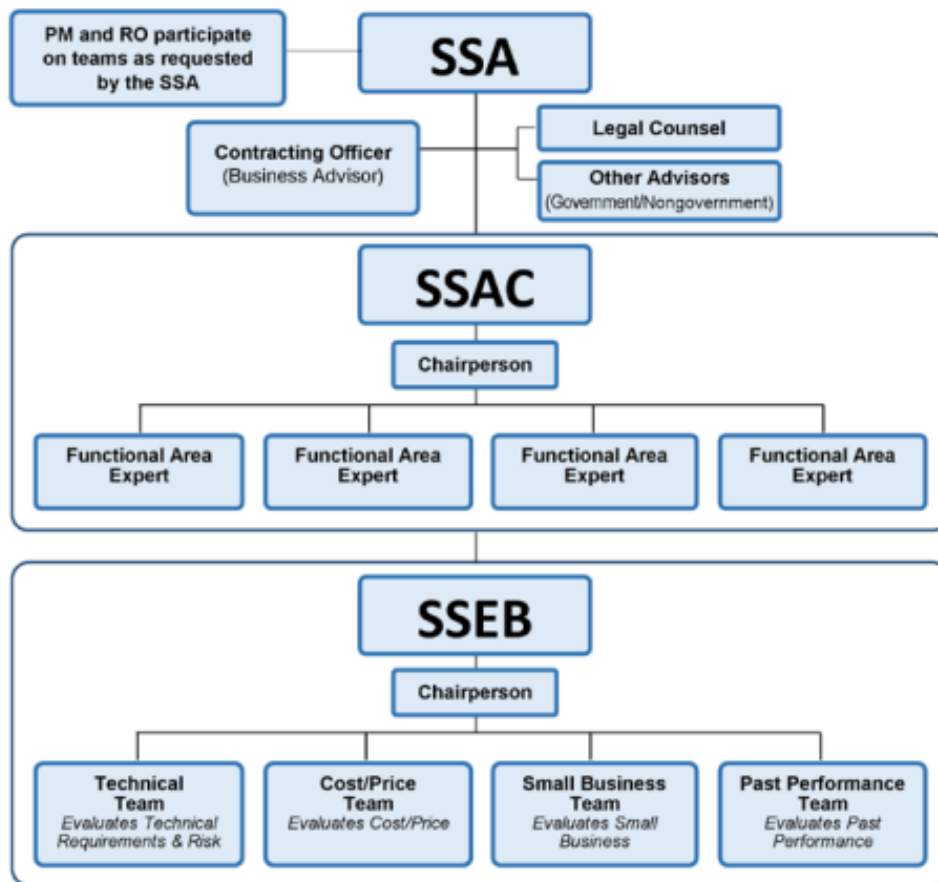 PM and RO participate
on teams as requested
by the SSA
SSA
Contracting Officer
(Business Advisor)
Legal Counsel
Other Advisors
(Government/Nongovernment)
SSAC
Chairperson
Functional Area
Expert
Functional Area
Expert
Functional Area
Expert
Functional Area
Expert
SSEB
Chairperson
Technical
Team
Evaluates Technical
Requirements & Risk
Cost/Price
Team
Evaluates Cost/Price
Small Business
Team
Evaluates Small
Business
Past Performance
Team
Evaluates Past
Performance